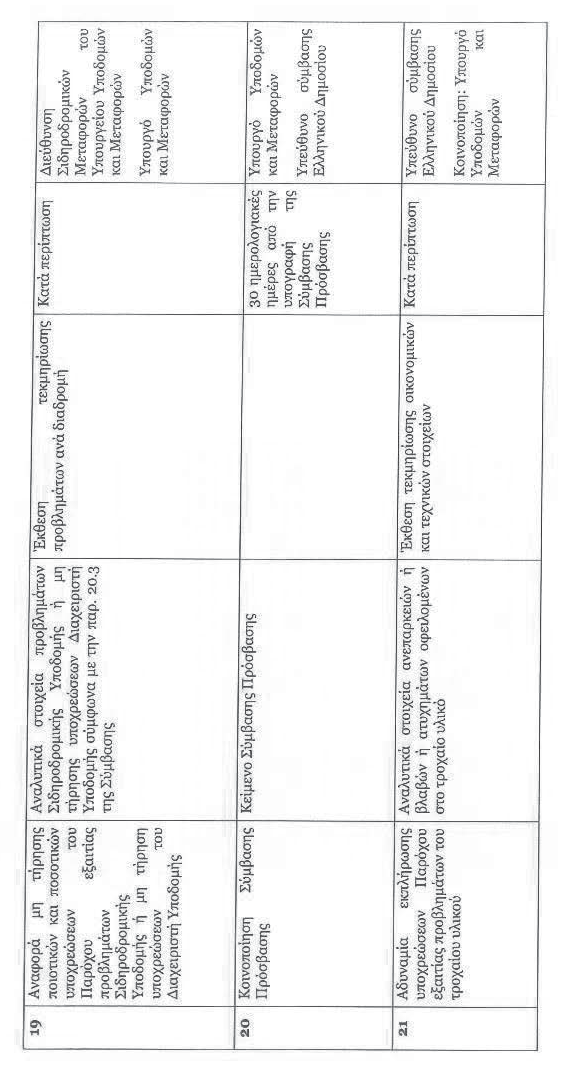 19
Αναφορά μη τήρησης
ποιοτικών και ποσοτικών
υποχρεώσεων του
Παρόχου εξαιτίας
προβλημάτων
Σιδηροδρομικής
Υποδομής ή μη τήρηση
υποχρεώσεων του
Διαχειριστή Υποδομής
Αναλυτικά στοιχεία προβλημάτων
Σιδηροδρομικής Υποδομής ή μη
τήρησης υποχρεώσεων Διαχειριστή
Υποδομής σύμφωνα με την παρ. 20.3
της Σύμβασης
Έκθεση τεκμηρίωσης
προβλημάτων ανά διαδρομή
Κατά περίπτωση
Διεύθυνση
Σιδηροδρομικών
Μεταφορών του
Υπουργείου Υποδομών
και Μεταφορών
Υπουργό Υποδομών
και Μεταφορών
20
Κοινοποίηση Σύμβασης
Πρόσβασης
Κείμενο Σύμβασης Πρόσβασης
30 ημερολογιακές
ημέρες από την
υπογραφή της
Σύμβασης
Πρόσβασης
Υπουργό Υποδομών
και Μεταφορών
Υπεύθυνο σύμβασης
Ελληνικού Δημοσίου
21
Αδυναμία εκπλήρωσης
υποχρεώσεων Παρόχου
εξαιτίας προβλημάτων του
τροχαίου υλικού
Αναλυτικά στοιχεία ανεπαρκειών ή
βλαβών ή ατυχημάτων οφειλομένων
στο τροχαίο υλικό
Έκθεση τεκμηρίωσης οικονομικών
και τεχνικών στοιχείων
Κατά περίπτωση
Υπεύθυνο σύμβασης
Ελληνικού Δημοσίου
Κοινοποίηση: Υπουργό
Υποδομών και
Μεταφορών